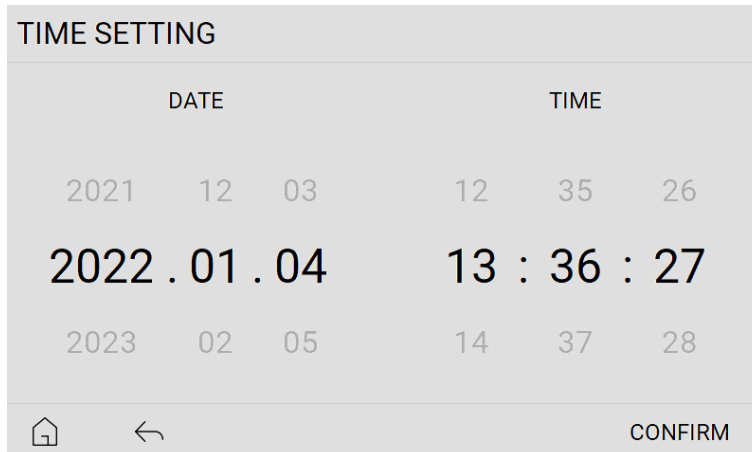 TIME SETTING
DATE TIME
2021 12 03 12 35 26
2022 . 01 . 04 13 : 36 : 27
2023 02 05 14 37 28
CONFIRM